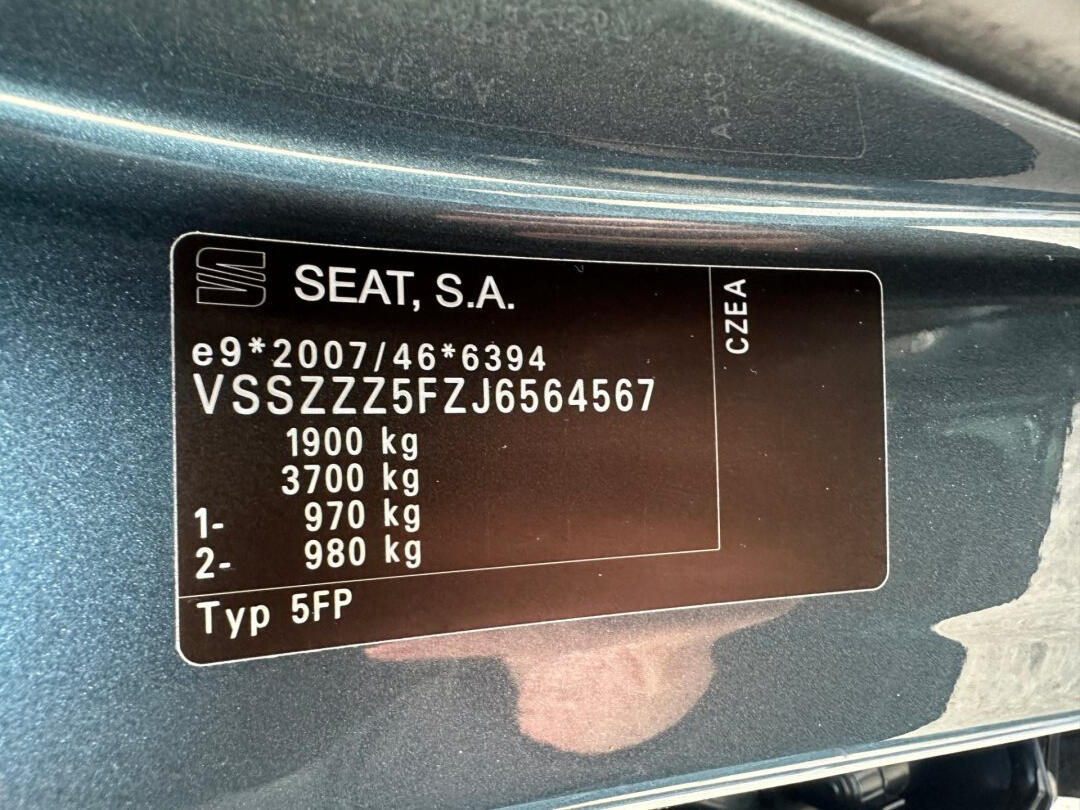 SEAT, S.A.
CZEA
e9*2007/46*6394
VSSZZZ5FZJ6564567
1900 kg
3700 kg
1- 970 kg
2- 980 kg
Typ 5FP